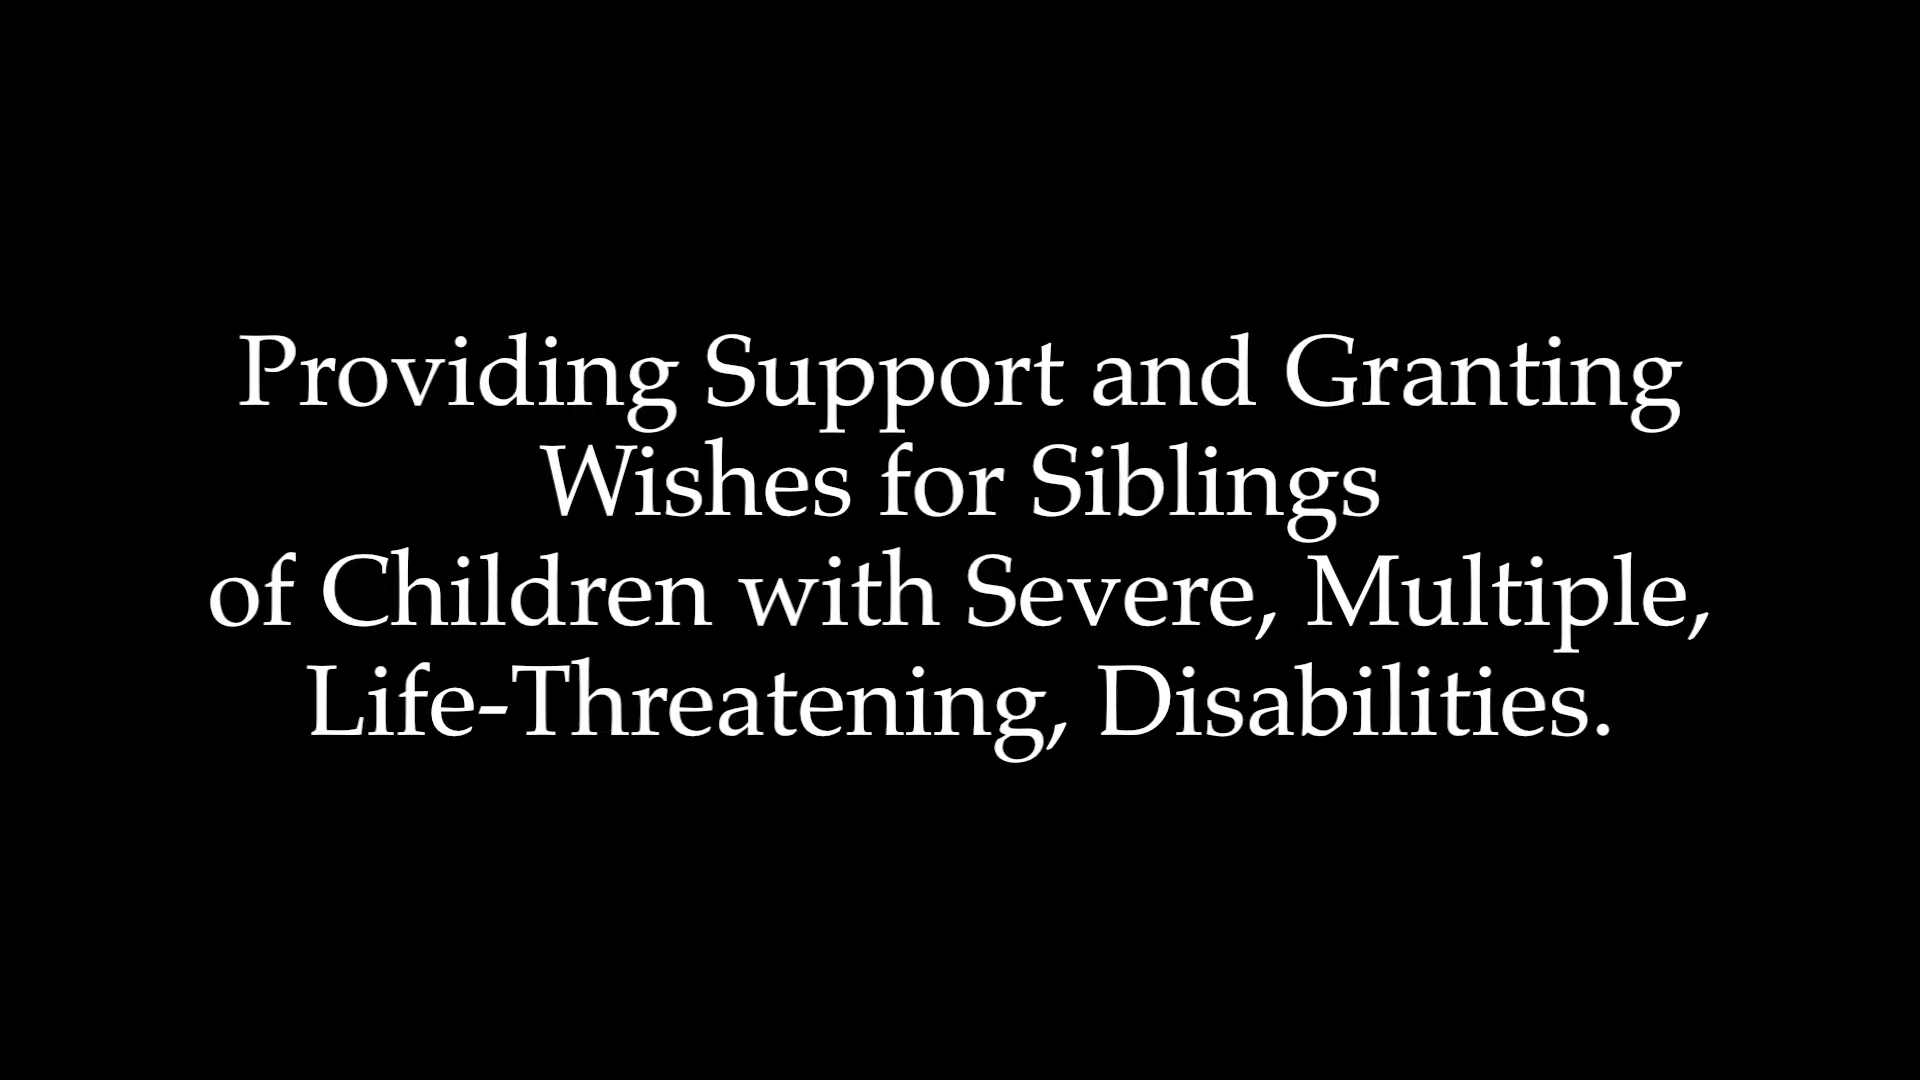 Providing Support and Granting
Wishes for Siblings
of Children with Severe, Multiple,
Life-Threatening, Disabilities.